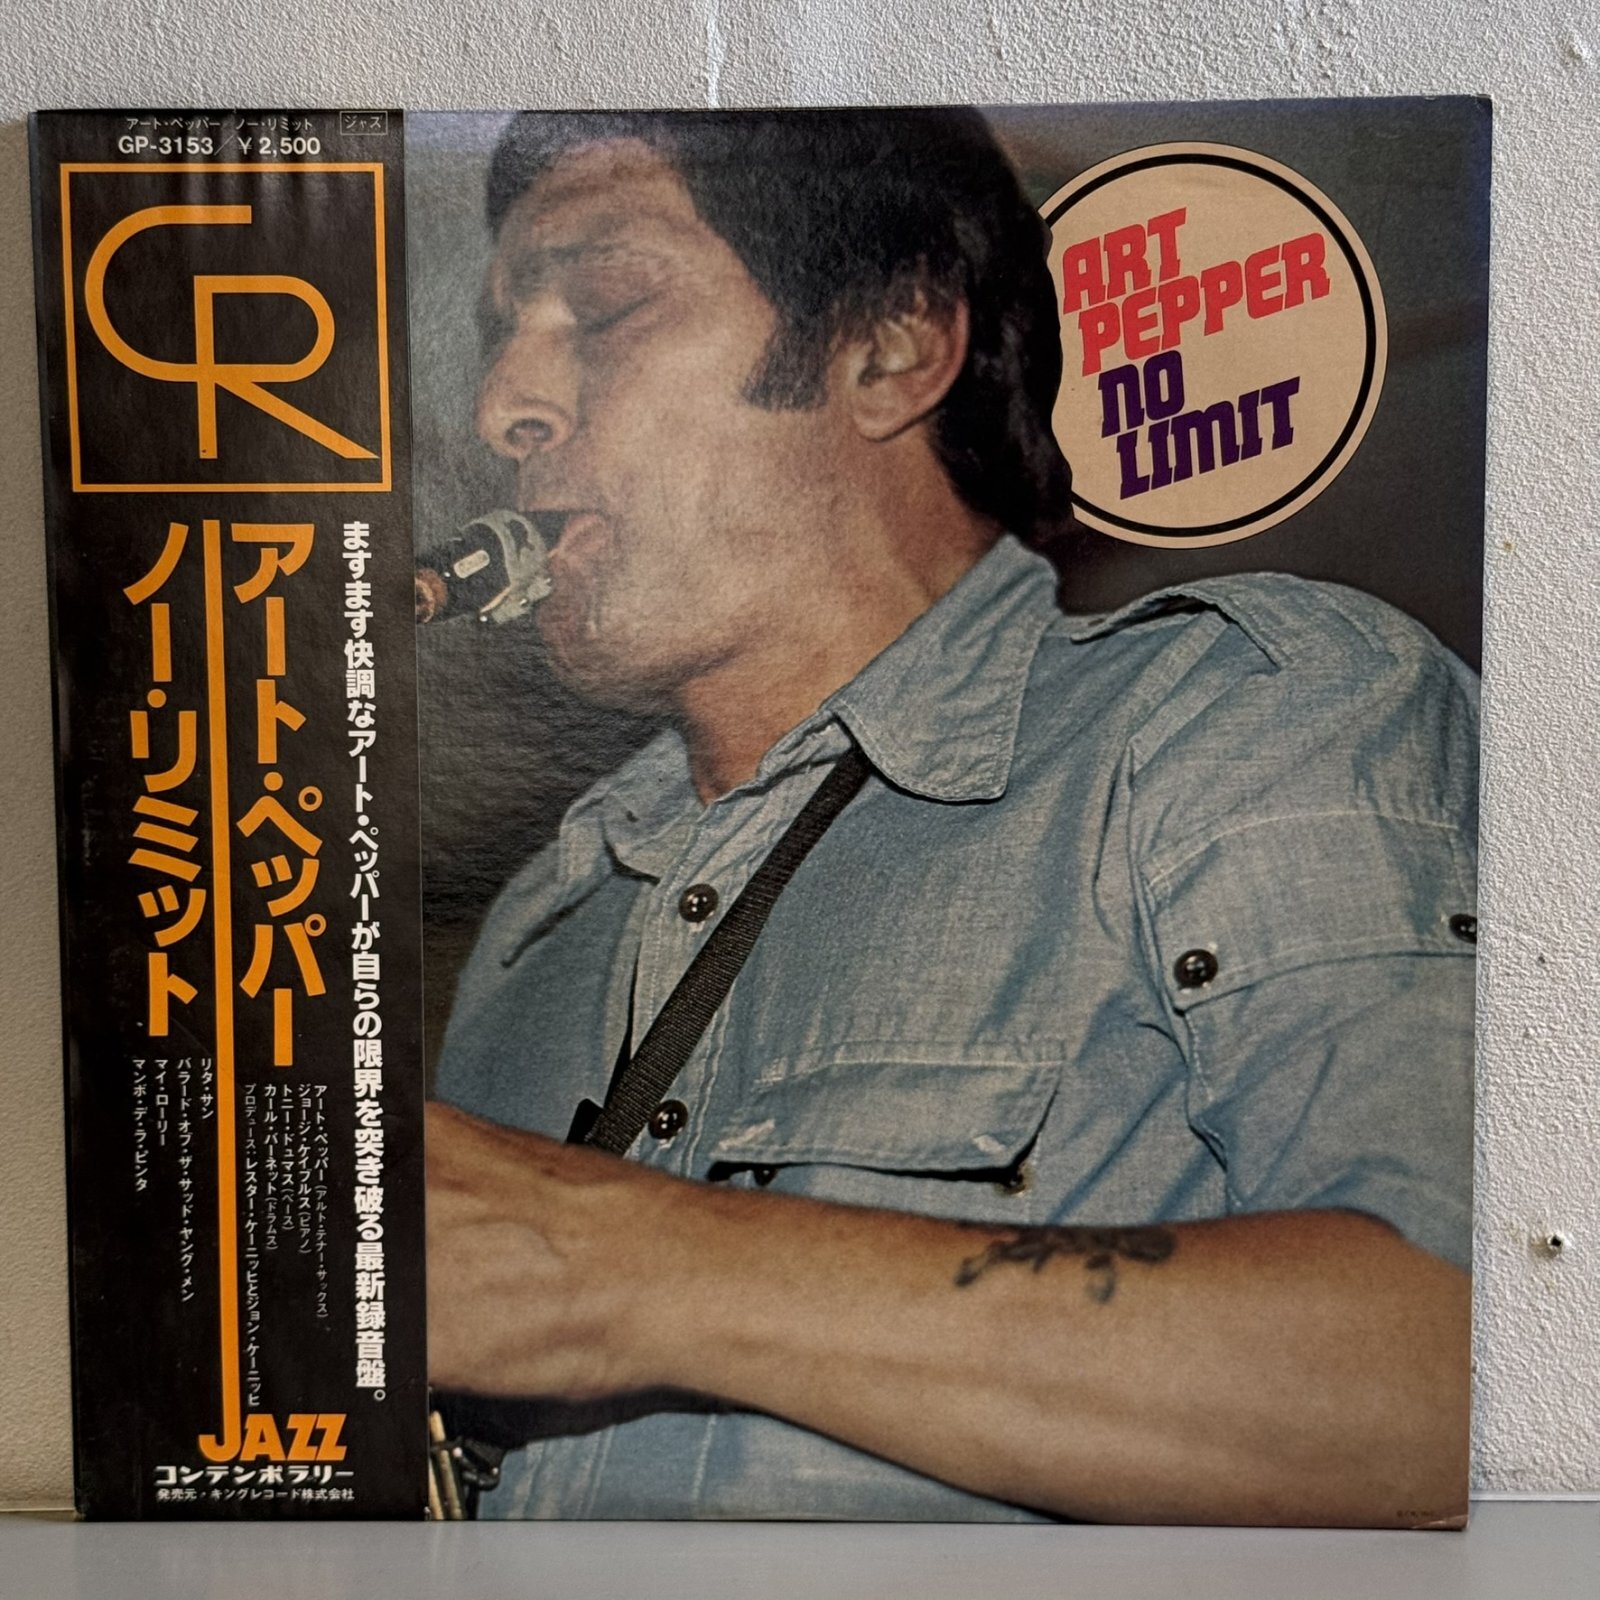 アート・ペッパー/ノー・リミット
ジャズ
GP-3153/¥2,500
CR
ますます快調なアート・ペッパーが自らの限界を突き破る最新録音盤。
アート・ペッパー
ノー・リミット
アート・ペッパー(アルト・テナー・サックス)
ジョージ・ケイブルス(ピアノ)
トニー・ドュマス(ベース)
カール・バーネット(ドラムス)
プロデュース:レスター・ケーニッヒとジョン・ケーニッヒ
リタ・サン
バラード・オブ・ザ・サッド・ヤング・メン
マイ・ローリー
マンボ・デ・ラ・ピンタ
JAZZ
コンテンポラリー
発売元・キングレコード株式会社
ART
PEPPER
NO
LIMIT